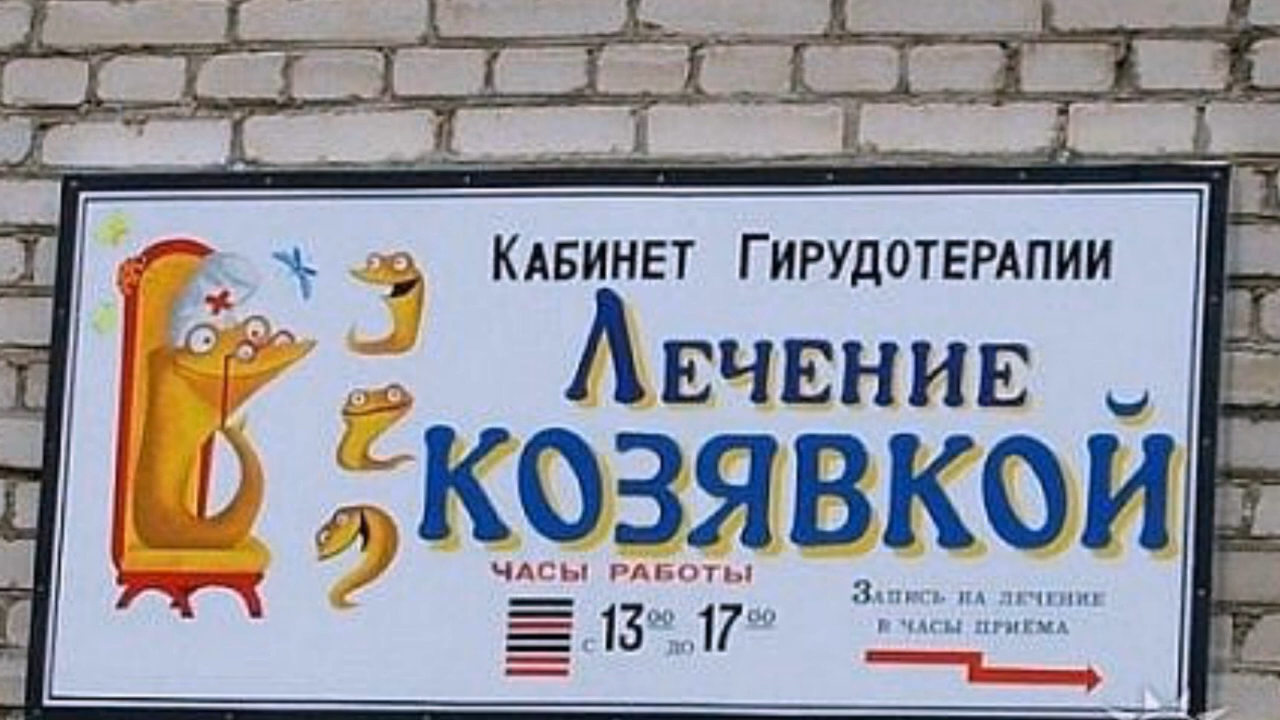 Кабинет Гирудотерапии
Лечение
козявкой
ЧАСЫ РАБОТЫ
с 13 00 до 17 00
Запись на лечение
в часы приёма